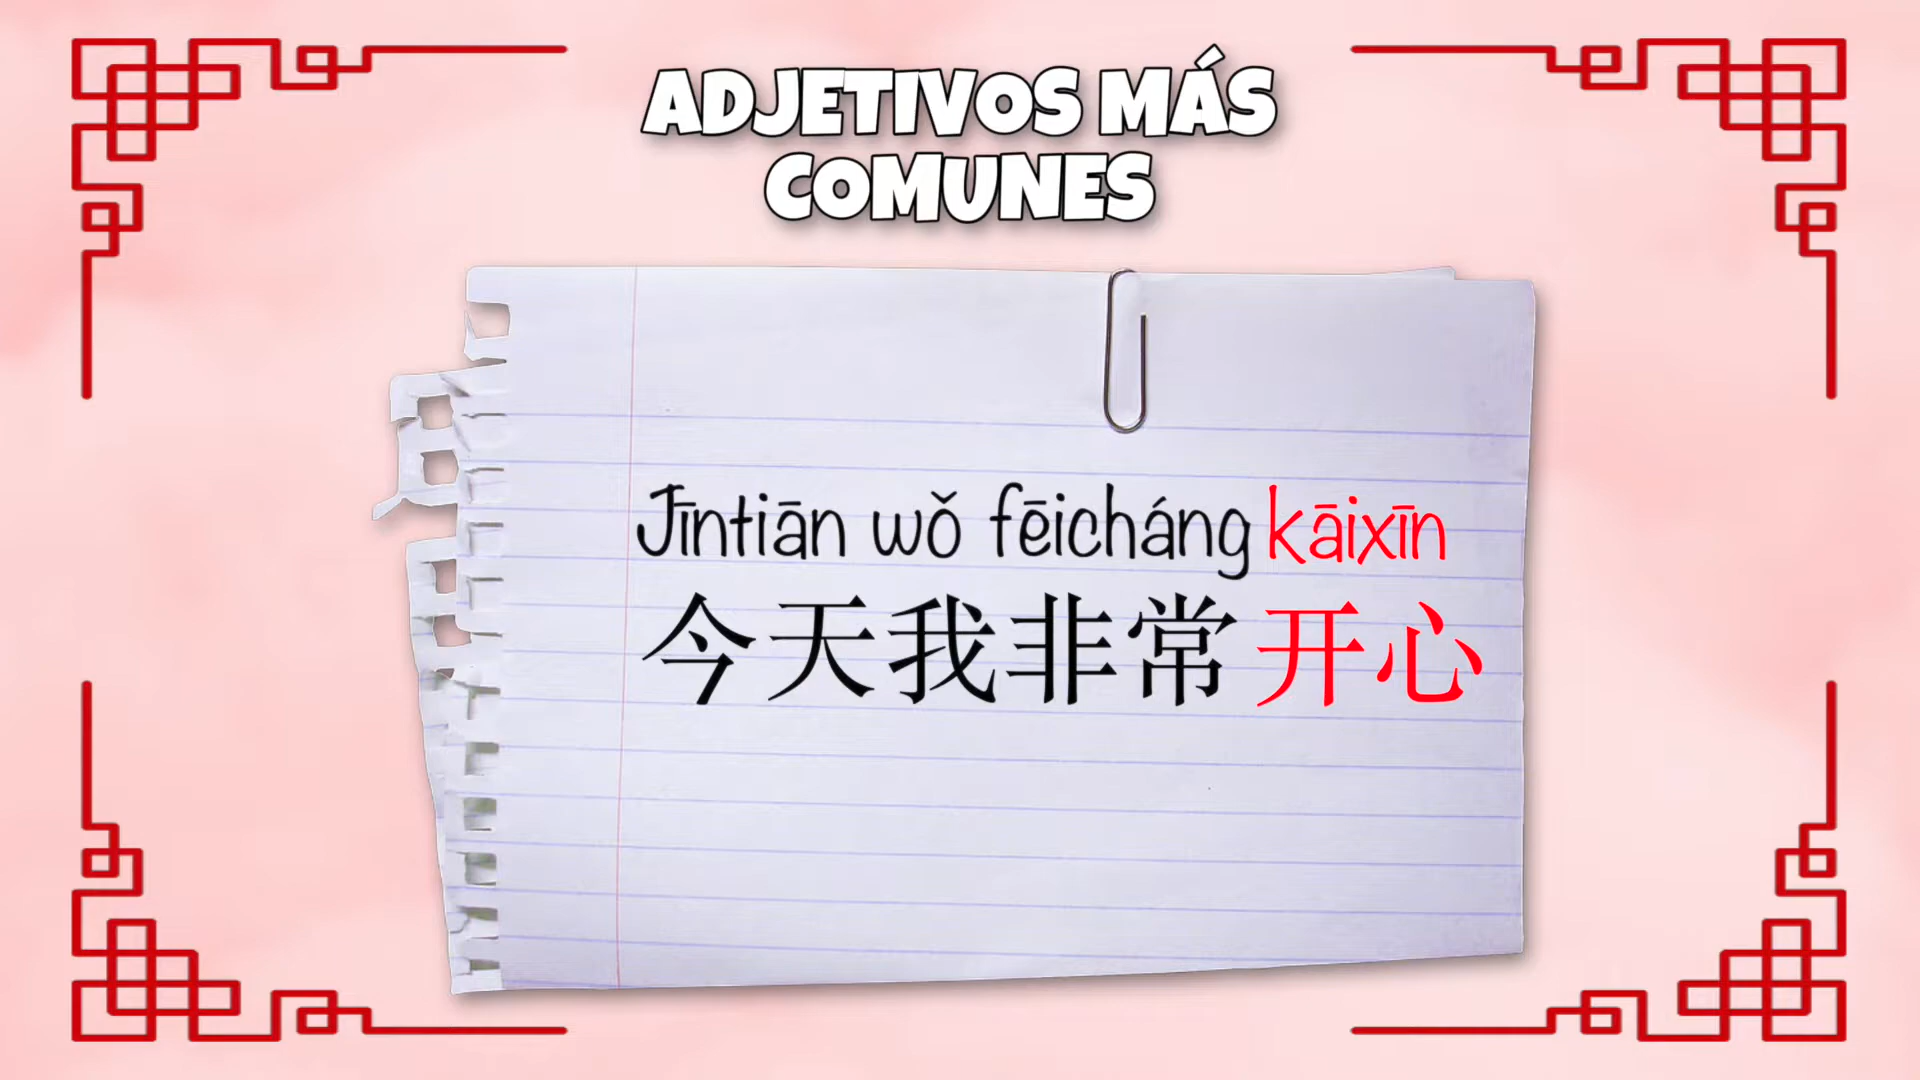 ADJETIVOS MÁS
COMUNES
Jīntiān wǒ fēicháng kāixīn
今天我非常开心